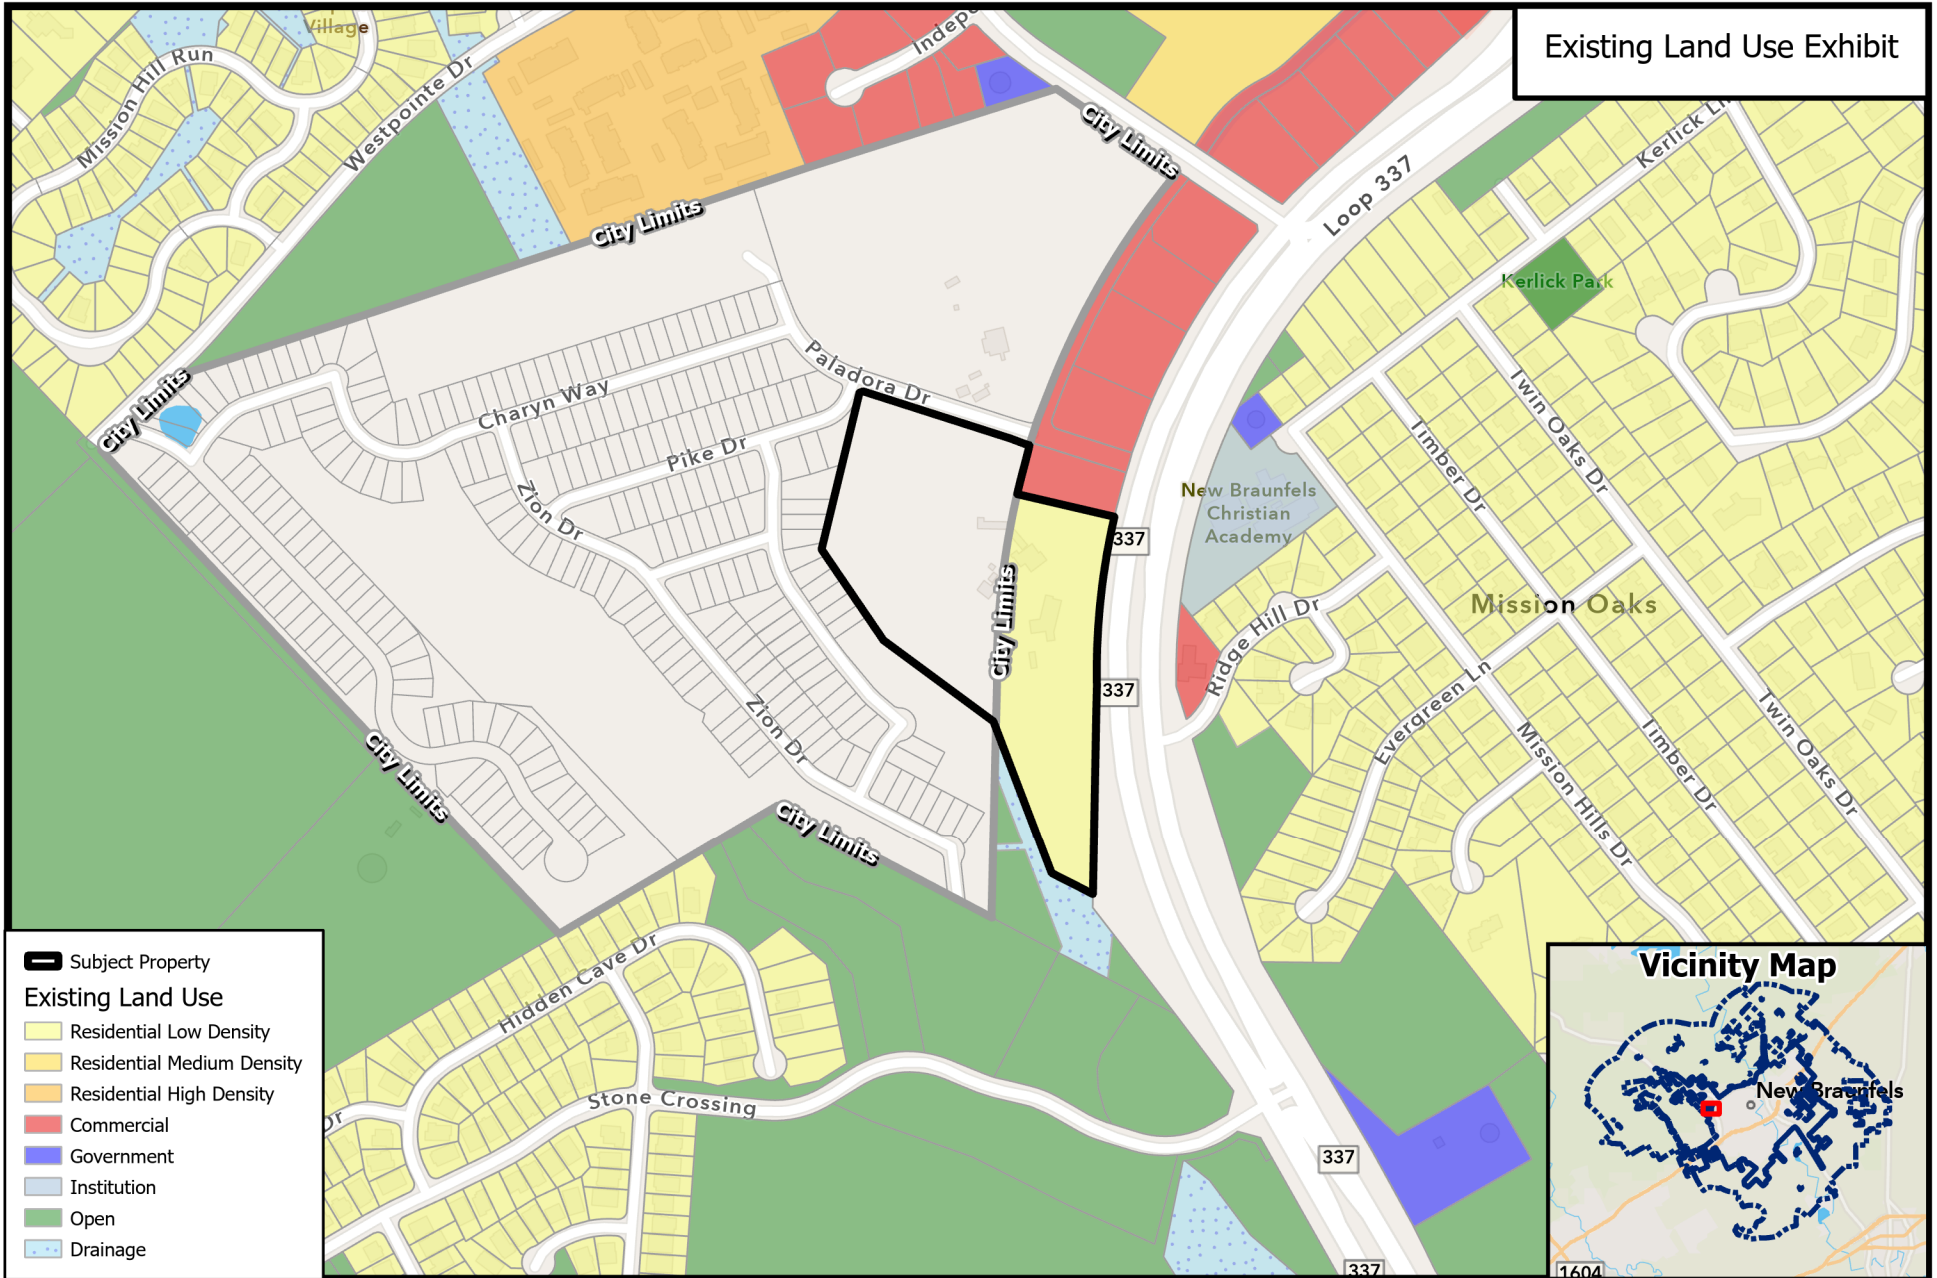 Existing Land Use Exhibit
Village
Mission Hill Run
Westpointe Dr
Indepe
City Limits
Kerlick Ln
Loop 337
City Limits
Kerlick Park
City Limits
Paladora Dr
Charyn Way
Pike Dr
Zion Dr
Twin Oaks Dr
Timber Dr
New Braunfels
Christian
Academy
337
City Limits
Ridge Hill Dr
Mission Oaks
337
Evergreen Ln
Zion Dr
City Limits
City Limits
Mission Hills Dr
Timber Dr
Twin Oaks Dr
Hidden Cave Dr
Stone Crossing
Dr
337
337
Subject Property
Existing Land Use
Residential Low Density
Residential Medium Density
Residential High Density
Commercial
Government
Institution
Open
Drainage
Vicinity Map
New Braunfels
1604